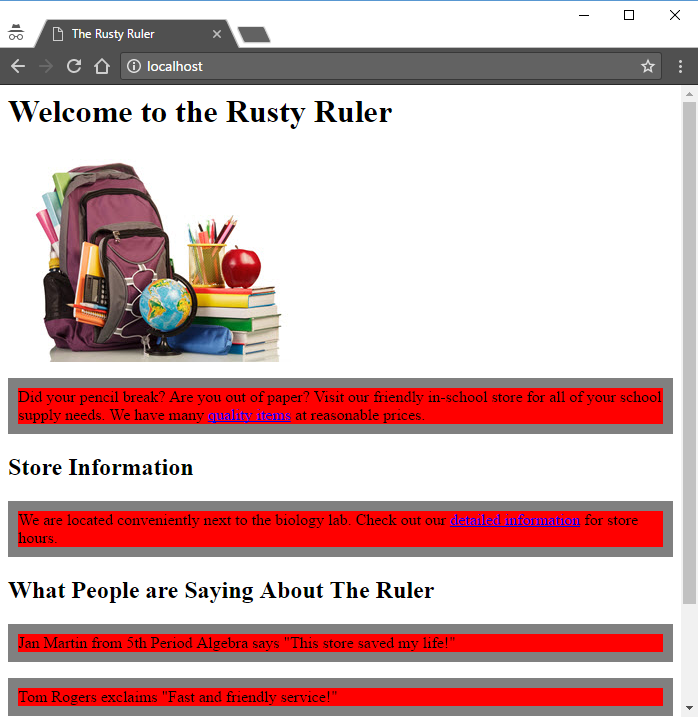 The Rusty Ruler
localhost
Welcome to the Rusty Ruler
Did your pencil break? Are you out of paper? Visit our friendly in-school store for all of your school
supply needs. We have many quality items at reasonable prices.
Store Information
We are located conveniently next to the biology lab. Check out our detailed information for store
hours.
What People are Saying About The Ruler
Jan Martin from 5th Period Algebra says "This store saved my life!"
Tom Rogers exclaims "Fast and friendly service!"